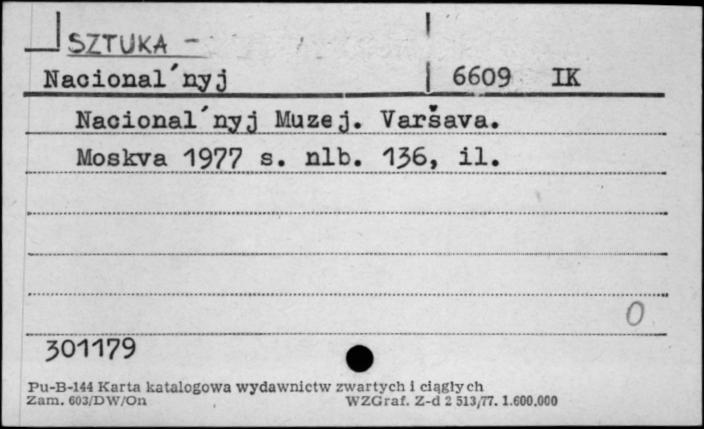 SZTUKA -
Nacional´nyj 6609 IK
Nacional´nyj Muzej. Varšava.
Moskva 1977 s. nlb. 136, il.
0
301179
Pu-B-144 Karta katalogowa wydawnictw zwartych i ciągłych
Zam. 603/DW/On WZGraf. Z-d 2 513/77. 1.600.000